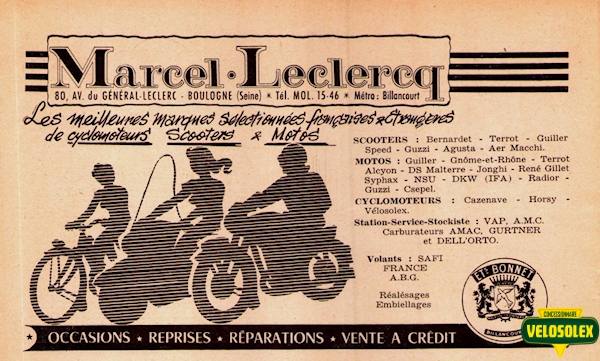 Marcel·Leclercq
80, AV. du GÉNÉRAL-LECLERC - BOULOGNE (Seine) ★ Tél. MOL. 15-46 ★ Métro : Billancourt
Les meilleures marques sélectionnées françaises & Étrangères
de cyclomoteurs Scooters & Motos
SCOOTERS : Bernardet - Terrot - Guiller
Speed - Guzzi - Agusta - Aer Macchi.
MOTOS : Guiller - Gnôme-et-Rhône - Terrot
Alcyon - DS Malterre - Jonghi - René Gillet
Syphax - NSU - DKW (IFA) - Radior -
Guzzi - Csepel.
CYCLOMOTEURS : Cazenave - Horsy -
Vélosolex.
Station-Service-Stockiste : VAP, A.M.C.
Carburateurs AMAC, GURTNER
et DELL'ORTO.
Volants : SAFI
FRANCE
A.B.G.
Réalésages
Embiellages
Ets BONNET
BILLANCOURT
CONCESSIONNAIRE
VELOSOLEX
★ OCCASIONS ★ REPRISES ★ RÉPARATIONS ★ VENTE A CRÉDIT